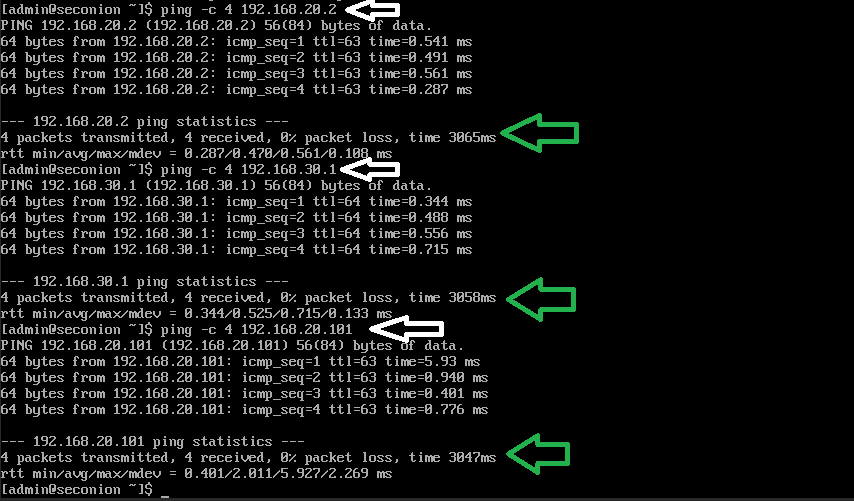 [admin@seconion ~]$ ping -c 4 192.168.20.2
PING 192.168.20.2 (192.168.20.2) 56(84) bytes of data.
64 bytes from 192.168.20.2: icmp_seq=1 ttl=63 time=0.541 ms
64 bytes from 192.168.20.2: icmp_seq=2 ttl=63 time=0.491 ms
64 bytes from 192.168.20.2: icmp_seq=3 ttl=63 time=0.561 ms
64 bytes from 192.168.20.2: icmp_seq=4 ttl=63 time=0.287 ms
--- 192.168.20.2 ping statistics ---
4 packets transmitted, 4 received, 0% packet loss, time 3065ms
rtt min/avg/max/mdev = 0.287/0.470/0.561/0.108 ms
[admin@seconion ~]$ ping -c 4 192.168.30.1
PING 192.168.30.1 (192.168.30.1) 56(84) bytes of data.
64 bytes from 192.168.30.1: icmp_seq=1 ttl=64 time=0.344 ms
64 bytes from 192.168.30.1: icmp_seq=2 ttl=64 time=0.488 ms
64 bytes from 192.168.30.1: icmp_seq=3 ttl=64 time=0.556 ms
64 bytes from 192.168.30.1: icmp_seq=4 ttl=64 time=0.715 ms
--- 192.168.30.1 ping statistics ---
4 packets transmitted, 4 received, 0% packet loss, time 3058ms
rtt min/avg/max/mdev = 0.344/0.525/0.715/0.133 ms
[admin@seconion ~]$ ping -c 4 192.168.20.101
PING 192.168.20.101 (192.168.20.101) 56(84) bytes of data.
64 bytes from 192.168.20.101: icmp_seq=1 ttl=63 time=5.93 ms
64 bytes from 192.168.20.101: icmp_seq=2 ttl=63 time=0.940 ms
64 bytes from 192.168.20.101: icmp_seq=3 ttl=63 time=0.401 ms
64 bytes from 192.168.20.101: icmp_seq=4 ttl=63 time=0.776 ms
--- 192.168.20.101 ping statistics ---
4 packets transmitted, 4 received, 0% packet loss, time 3047ms
rtt min/avg/max/mdev = 0.401/2.011/5.927/2.269 ms
[admin@seconion ~]$ _